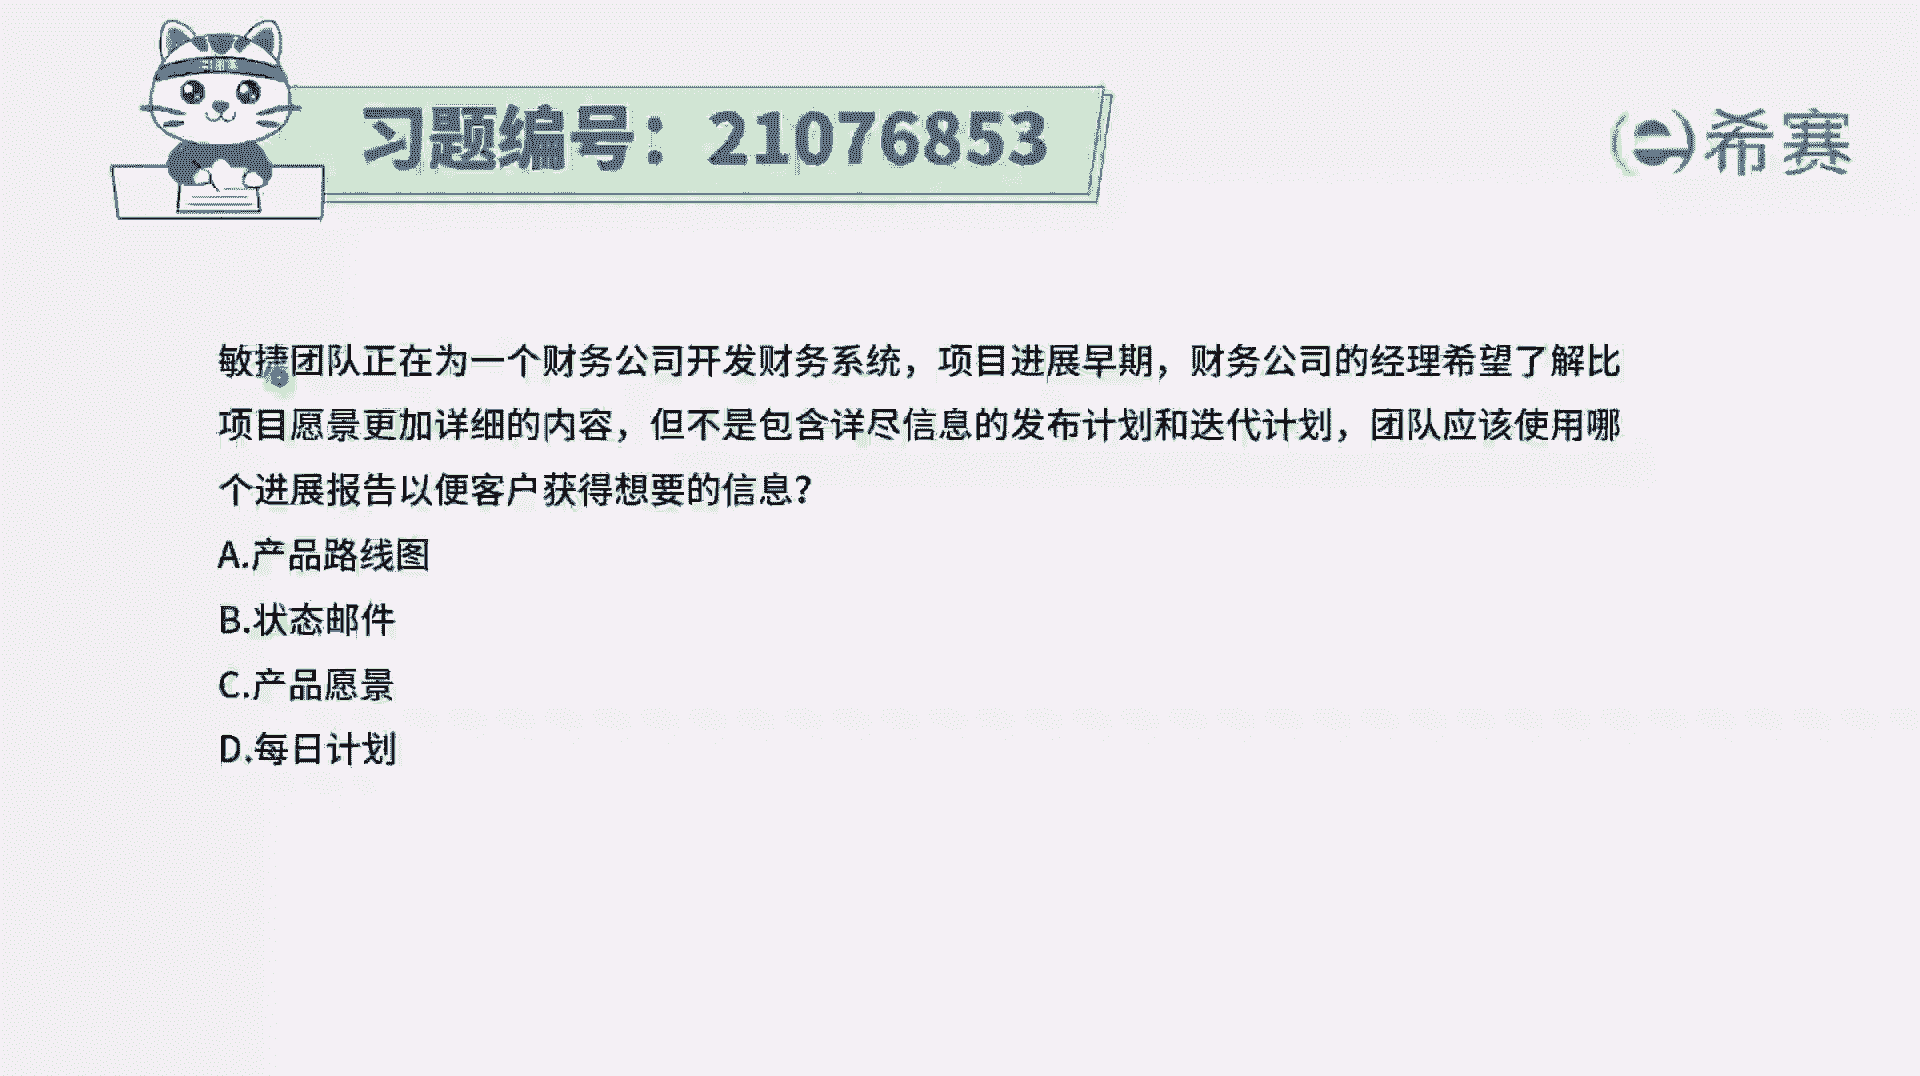 习题编号：21076853
希赛
敏捷团队正在为一个财务公司开发财务系统，项目进展早期，财务公司的经理希望了解比
项目愿景更加详细的内容，但不是包含详尽信息的发布计划和迭代计划，团队应该使用哪
个进展报告以便客户获得想要的信息？
A.产品路线图
B.状态邮件
C.产品愿景
D.每日计划